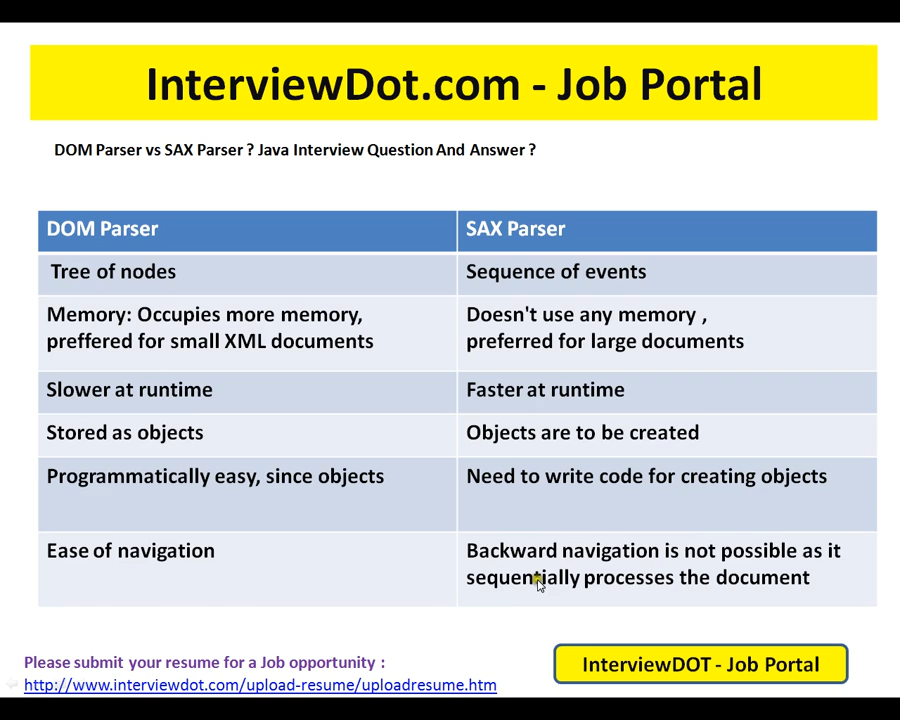 InterviewDot.com - Job Portal
DOM Parser vs SAX Parser ? Java Interview Question And Answer ?
DOM Parser
SAX Parser
Tree of nodes
Sequence of events
Memory: Occupies more memory,
preffered for small XML documents
Doesn't use any memory ,
preferred for large documents
Slower at runtime
Faster at runtime
Stored as objects
Objects are to be created
Programmatically easy, since objects
Need to write code for creating objects
Ease of navigation
Backward navigation is not possible as it
sequentially processes the document
Please submit your resume for a Job opportunity :
http://www.interviewdot.com/upload-resume/uploadresume.htm
InterviewDOT - Job Portal